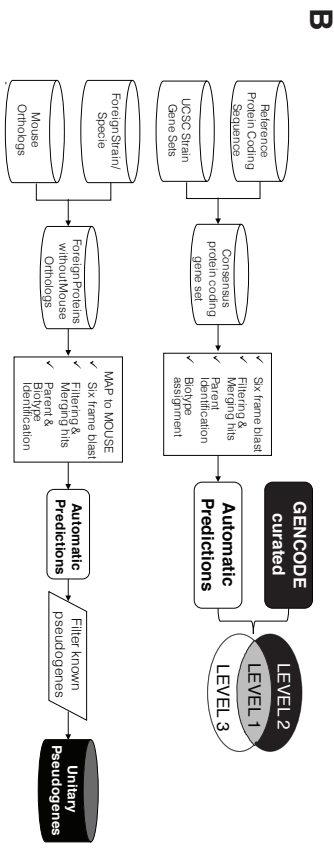 B
Reference
Protein Coding
Sequence
UCSC Strain
Gene Sets
Consensus
protein coding
gene set
✓ Six frame blast
✓ Filtering &
Merging hits
✓ Parent
Identification
✓ Biotype
assignment
GENCODE
curated
Automatic
Predictions
LEVEL 2
LEVEL 1
LEVEL 3
Foreign Strain/
Specie
Mouse
Orthologs
Foreign Proteins
without Mouse
Orthologs
MAP to MOUSE
✓ Six frame blast
✓ Filtering &
Merging hits
✓ Parent &
Biotype
Identification
Automatic
Predictions
Filter known
pseudogenes
Unitary
Pseudogenes